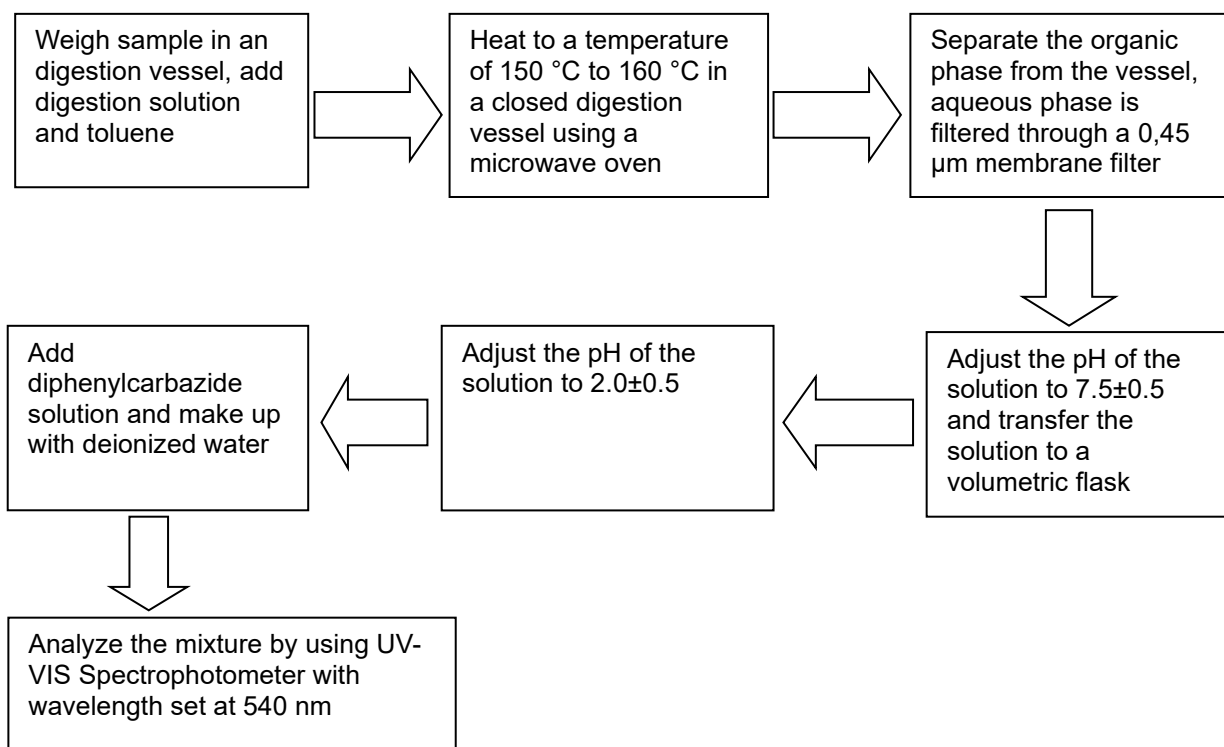 Weigh sample in an
digestion vessel, add
digestion solution
and toluene
Heat to a temperature
of 150 °C to 160 °C in
a closed digestion
vessel using a
microwave oven
Separate the organic
phase from the vessel,
aqueous phase is
filtered through a 0,45
µm membrane filter
Adjust the pH of the
solution to 7.5±0.5
and transfer the
solution to a
volumetric flask
Adjust the pH of the
solution to 2.0±0.5
Add
diphenylcarbazide
solution and make up
with deionized water
Analyze the mixture by using UV-
VIS Spectrophotometer with
wavelength set at 540 nm